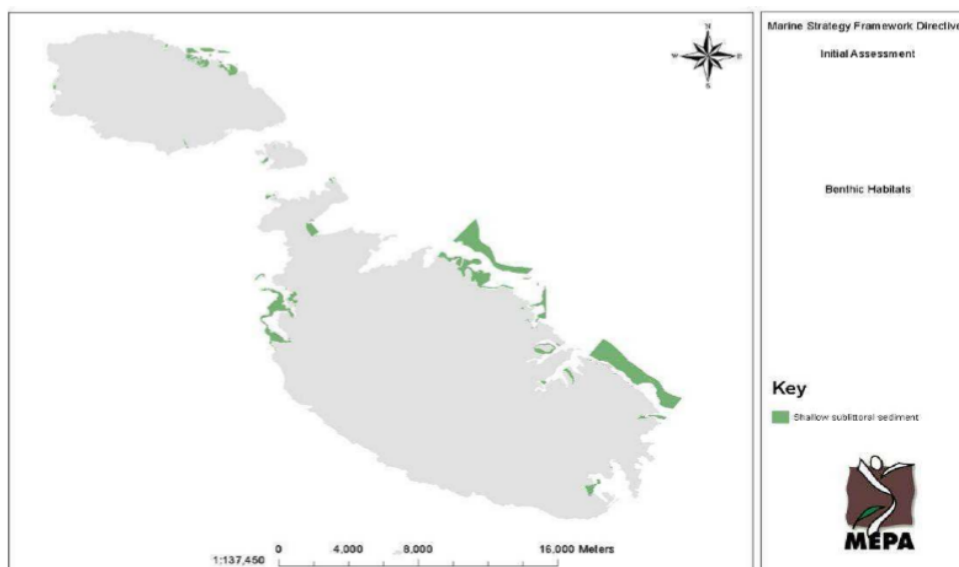 N
W
E
S
Marine Strategy Framework Directive
Initial Assessment
Benthic Habitats
Key
Shallow sublittoral sediment
MEPA
1:137,450
0 4,000 8,000 16,000 Meters